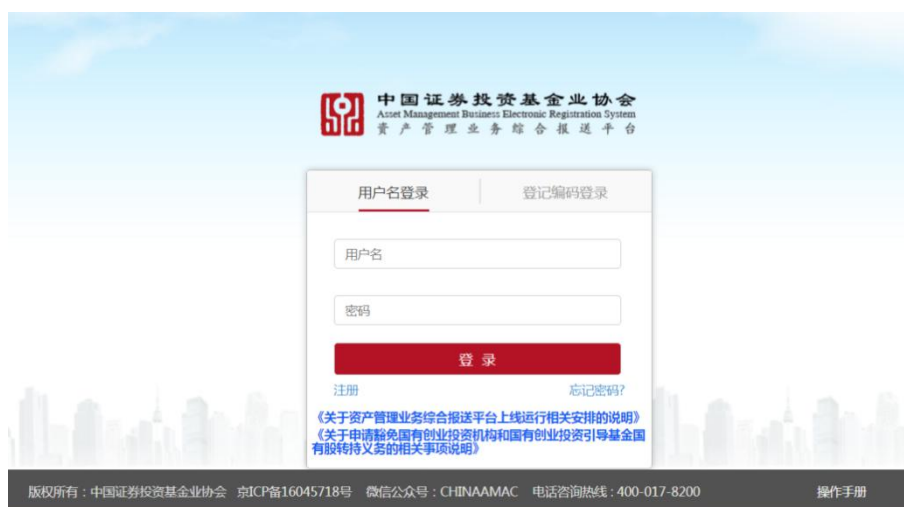 中国证券投资基金业协会
Asset Management Business Electronic Registration System
资产管理业务综合报送平台
用户名登录
登记编码登录
用户名
密码
登 录
注册
忘记密码?
《关于资产管理业务综合报送平台上线运行相关安排的说明》
《关于申请豁免国有创业投资机构和国有创业投资引导基金国
有股转持义务的相关事项说明》
版权所有：中国证券投资基金业协会 京ICP备16045718号 微信公众号：CHINAAMAC 电话咨询热线：400-017-8200 操作手册